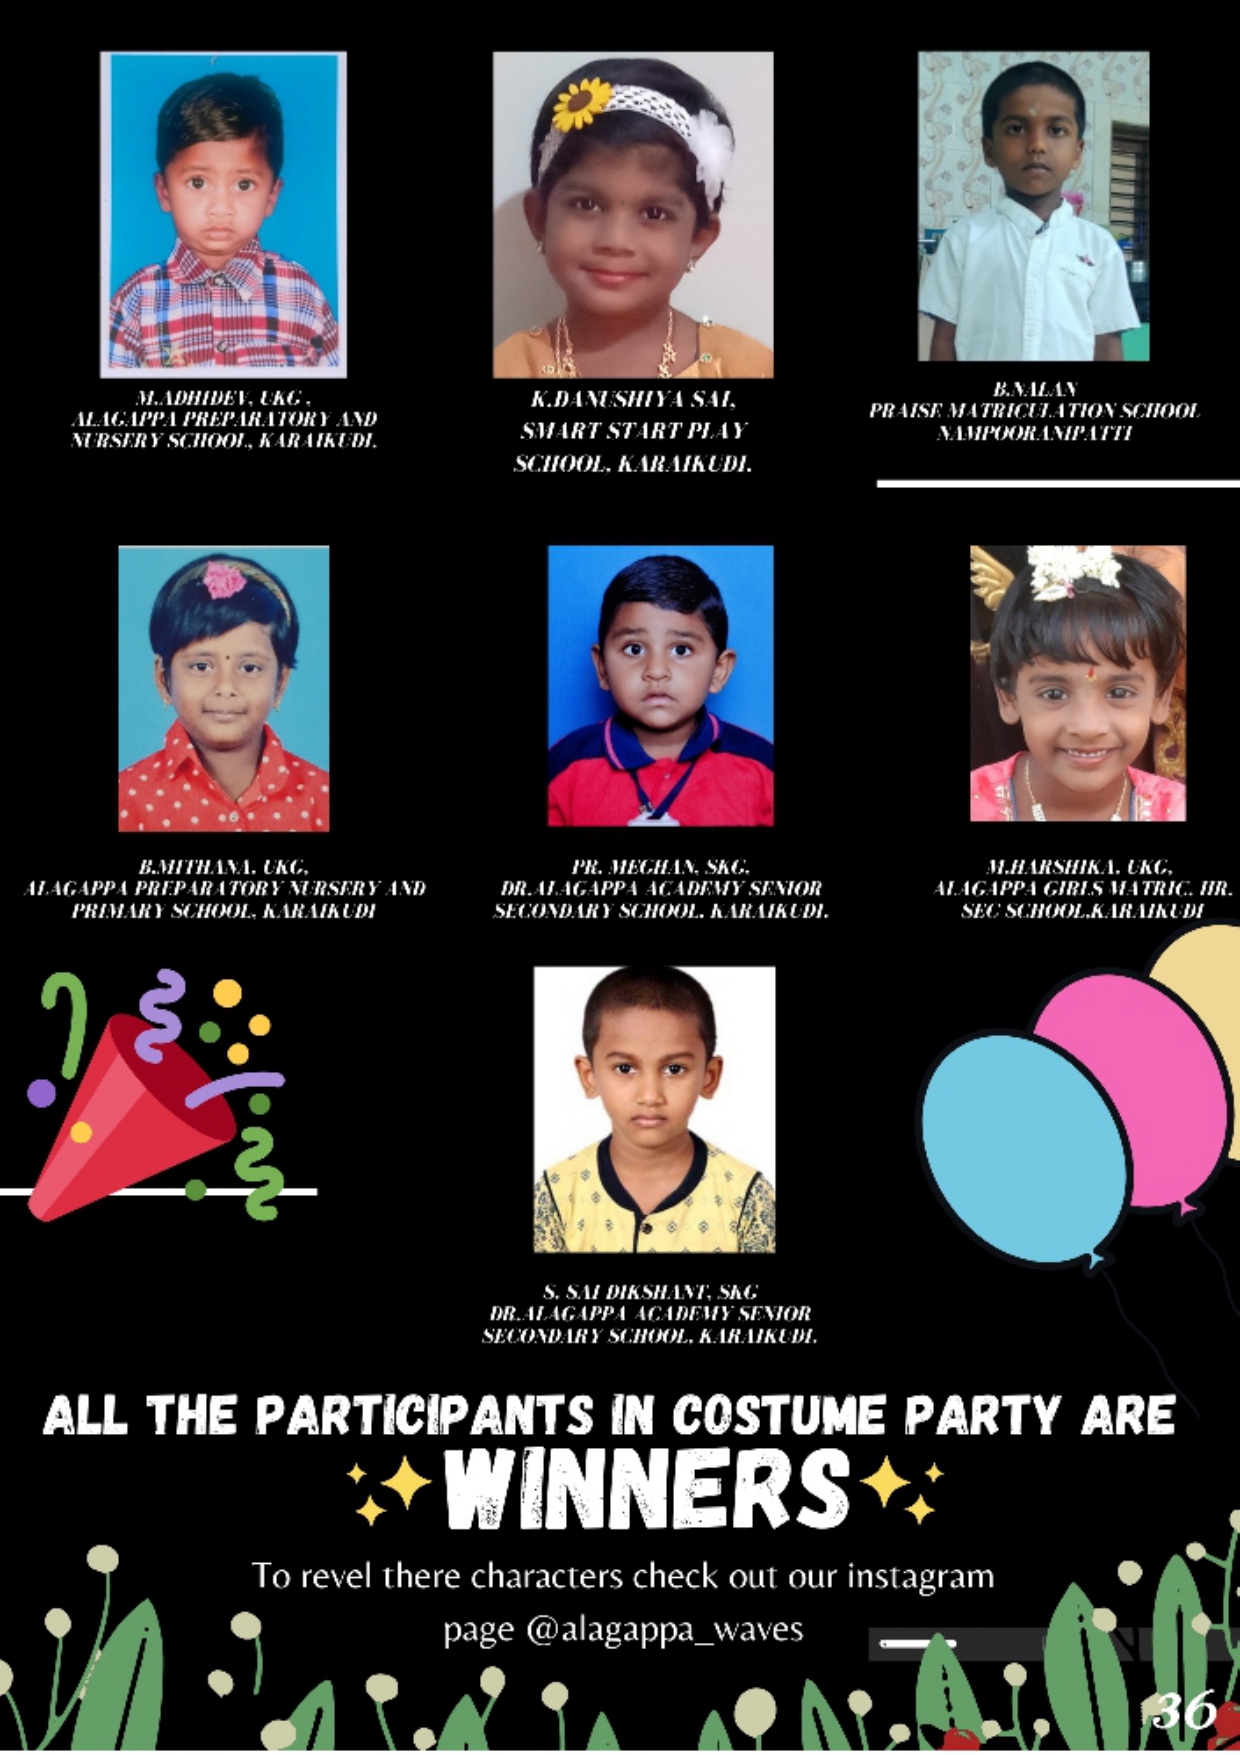 M.ADHIDEV, UKG ,
ALAGAPPA PREPARATORY AND
NURSERY SCHOOL, KARAIKUDI.
K.DANUSHIYA SAI,
SMART START PLAY
SCHOOL, KARAIKUDI.
B.NALAN
PRAISE MATRICULATION SCHOOL
NAMPOORANIPATTI
B.MITHANA, UKG,
ALAGAPPA PREPARATORY NURSERY AND
PRIMARY SCHOOL, KARAIKUDI
PR. MEGHAN, SKG,
DR.ALAGAPPA ACADEMY SENIOR
SECONDARY SCHOOL, KARAIKUDI.
M.HARSHIKA, UKG,
ALAGAPPA GIRLS MATRIC. HR.
SEC SCHOOL,KARAIKUDI
S. SAI DIKSHANT, SKG
DR.ALAGAPPA ACADEMY SENIOR
SECONDARY SCHOOL, KARAIKUDI.
ALL THE PARTICIPANTS IN COSTUME PARTY ARE
WINNERS
To revel there characters check out our instagram
page @alagappa_waves
36